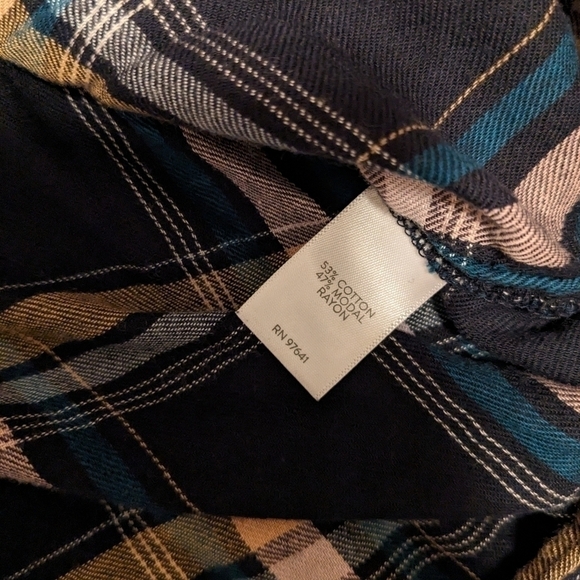 53% COTTON
47% MODAL
RAYON
RN 97641